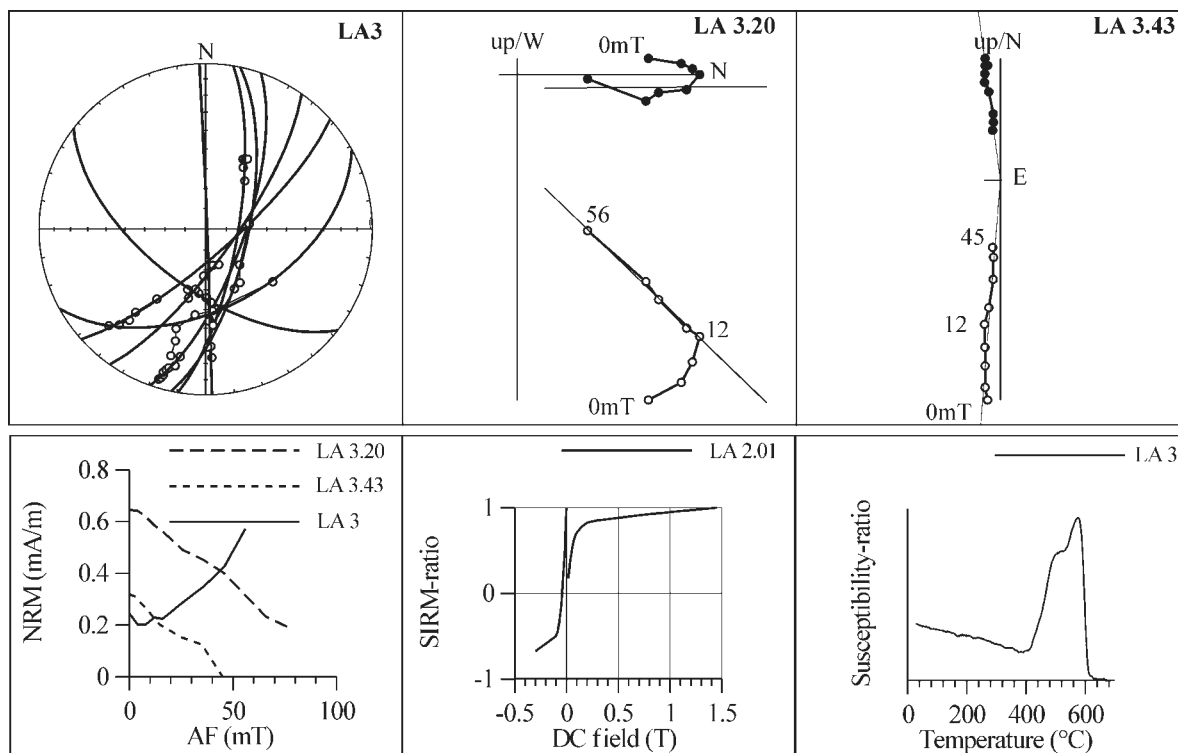 LA3
N
LA 3.20
up/W
0mT
N
56
12
0mT
LA 3.43
up/N
E
45
12
0mT
LA 3.20
LA 3.43
LA 3
0.8
0.6
0.4
0.2
0
0 50 100
NRM (mA/m)
AF (mT)
LA 2.01
1
0
-1
-0.5 0 0.5 1 1.5
SIRM-ratio
DC field (T)
LA 3
Susceptibility-ratio
0 200 400 600
Temperature (°C)